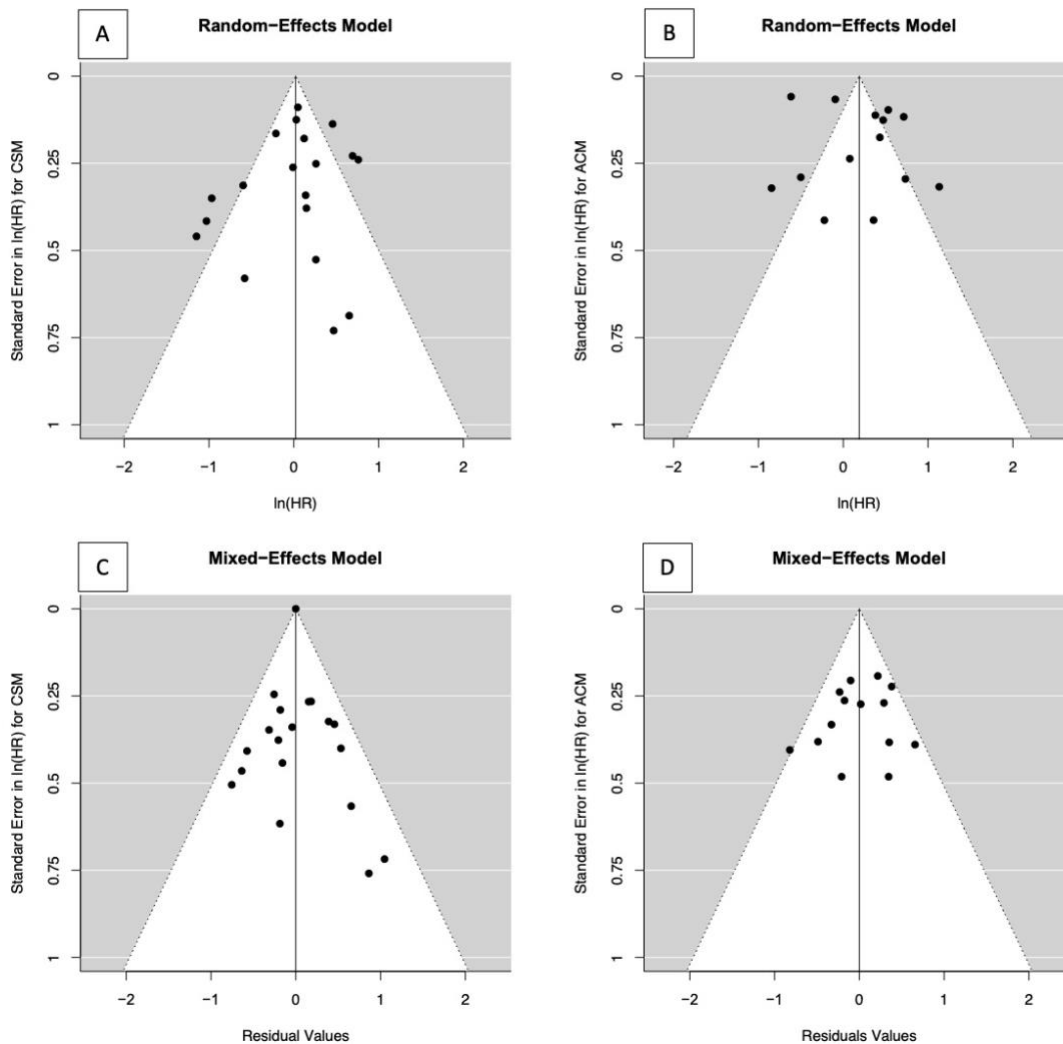 A
Random−Effects Model
Standard Error in ln(HR) for CSM
0
0.25
0.5
0.75
1
−2
−1
0
1
2
ln(HR)
B
Random−Effects Model
Standard Error in ln(HR) for ACM
0
0.25
0.5
0.75
1
−2
−1
0
1
2
ln(HR)
C
Mixed−Effects Model
Standard Error in ln(HR) for CSM
0
0.25
0.5
0.75
1
−2
−1
0
1
2
Residual Values
D
Mixed−Effects Model
Standard Error in ln(HR) for ACM
0
0.25
0.5
0.75
1
−2
−1
0
1
2
Residuals Values